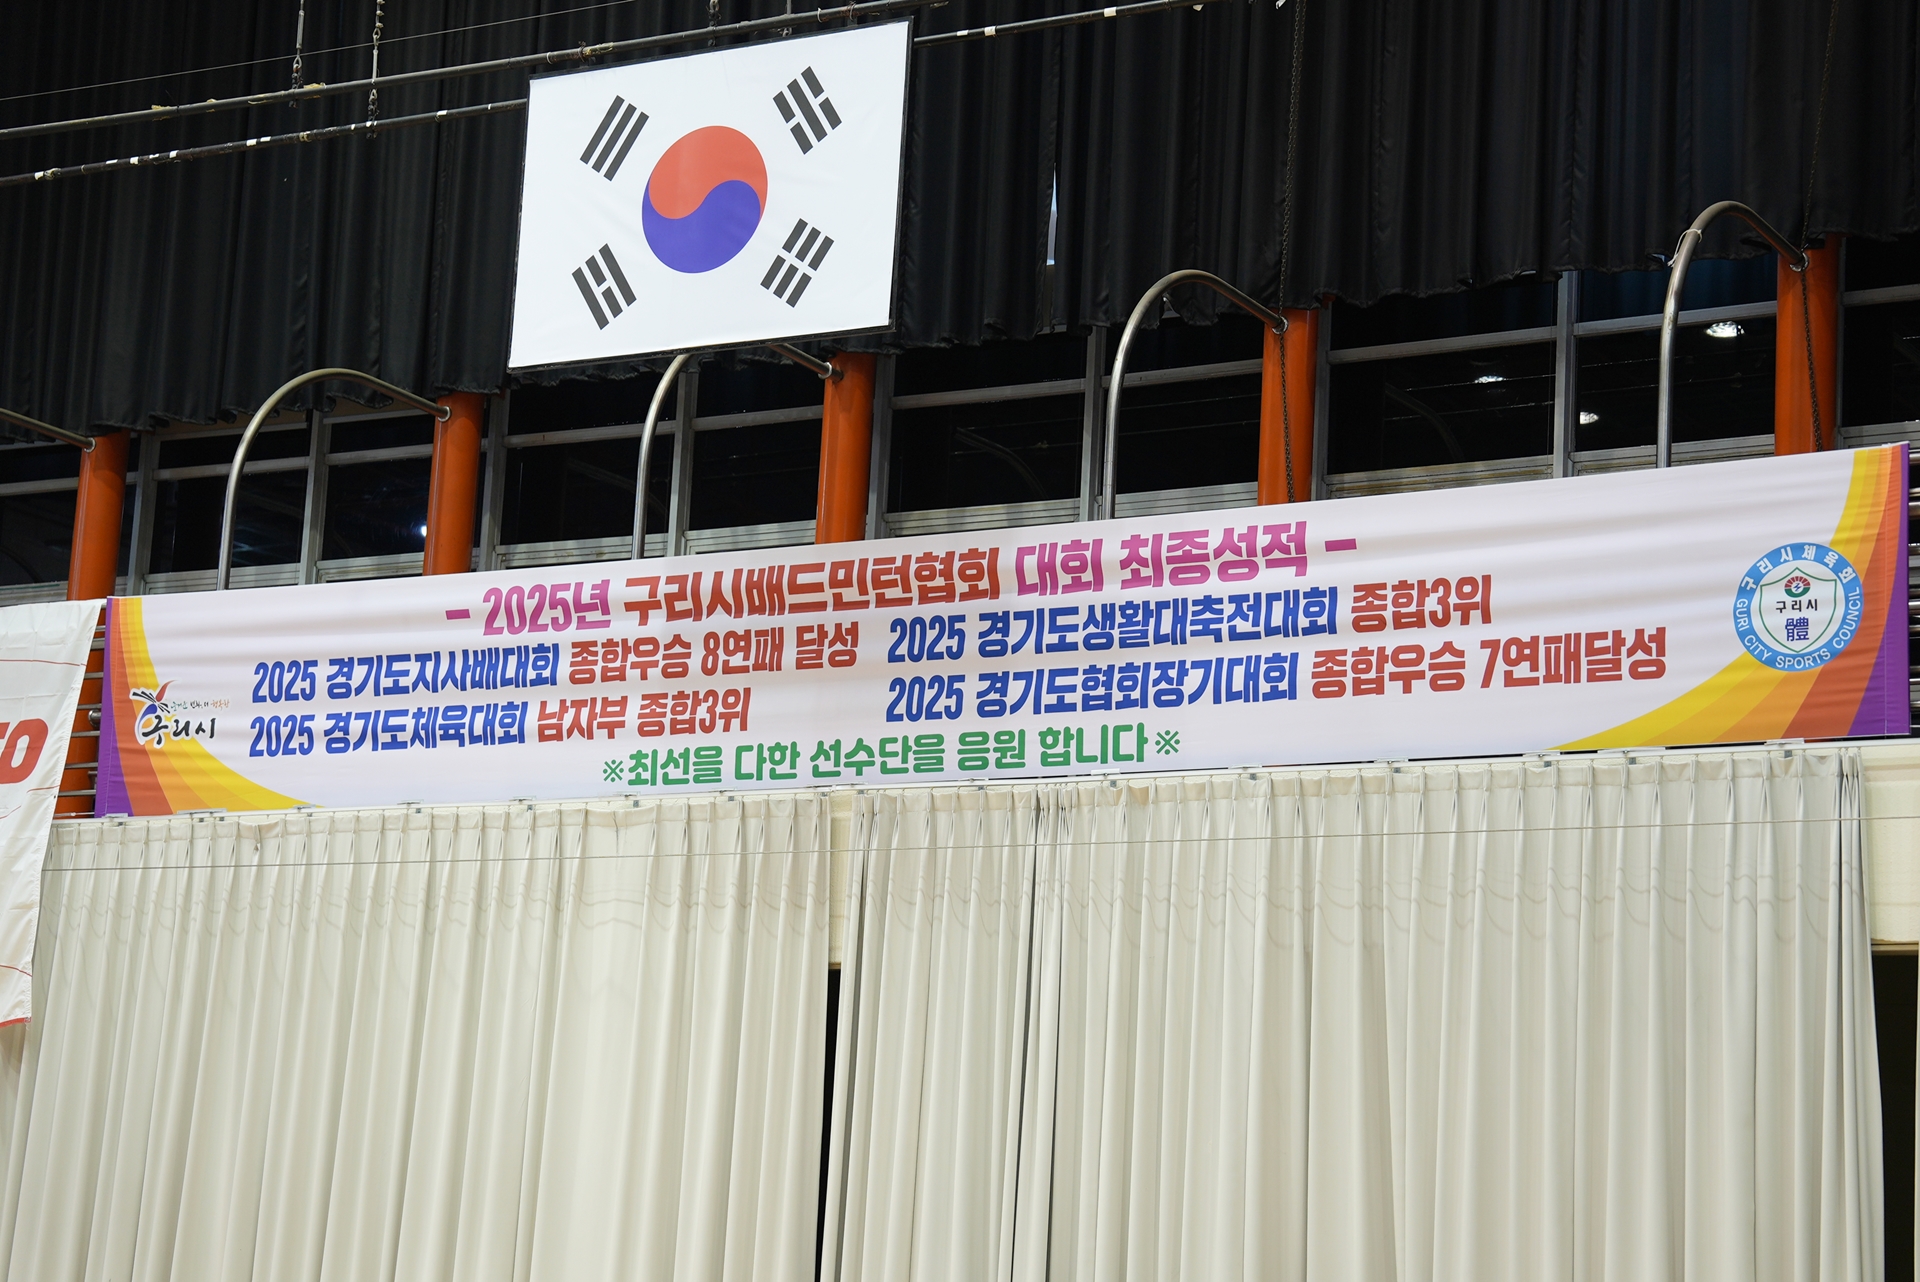 - 2025년 구리시배드민턴협회 대회 최종성적 -
2025 경기도지사배대회 종합우승 8연패 달성
2025 경기도체육대회 남자부 종합3위
2025 경기도생활대축전대회 종합3위
2025 경기도협회장기대회 종합우승 7연패달성
※최선을 다한 선수단을 응원 합니다※
구리시
구리시체육회
구리시
體
GURI CITY SPORTS COUNCIL